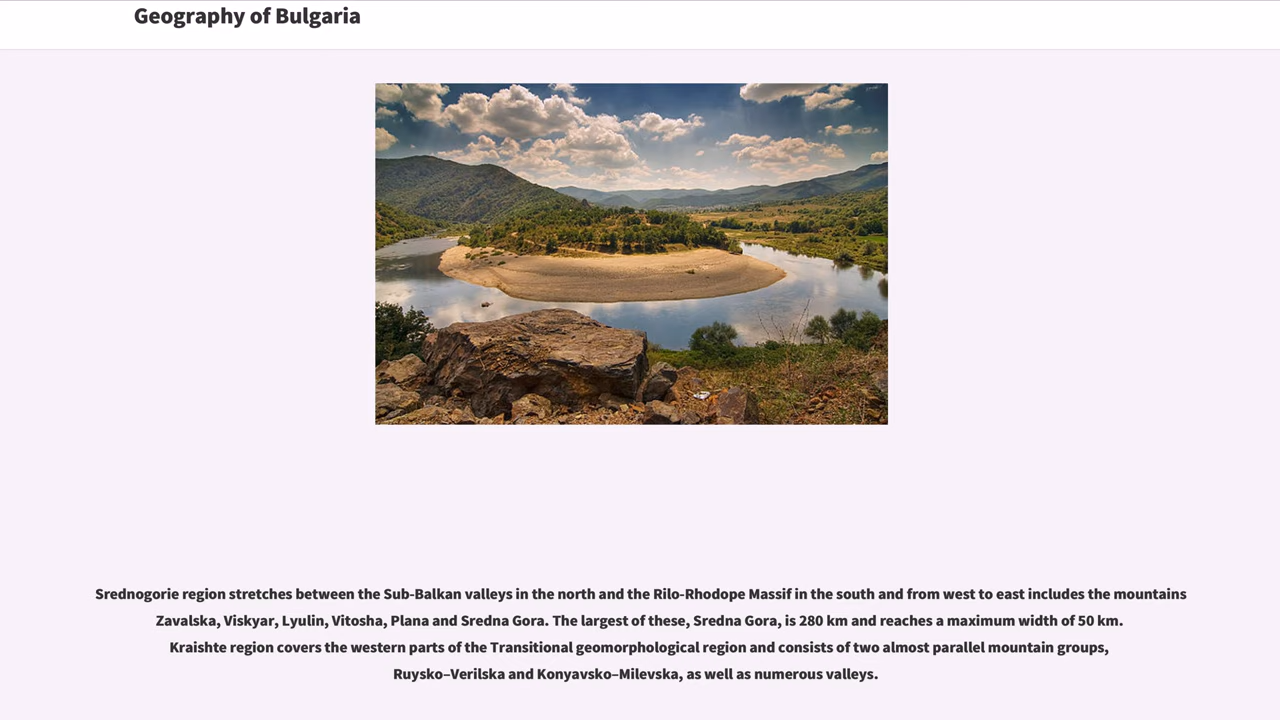 Geography of Bulgaria
Srednogorie region stretches between the Sub-Balkan valleys in the north and the Rilo-Rhodope Massif in the south and from west to east includes the mountains
Zavalska, Viskyar, Lyulin, Vitosha, Plana and Sredna Gora. The largest of these, Sredna Gora, is 280 km and reaches a maximum width of 50 km.
Kraishte region covers the western parts of the Transitional geomorphological region and consists of two almost parallel mountain groups,
Ruysko–Verilska and Konyavsko–Milevska, as well as numerous valleys.